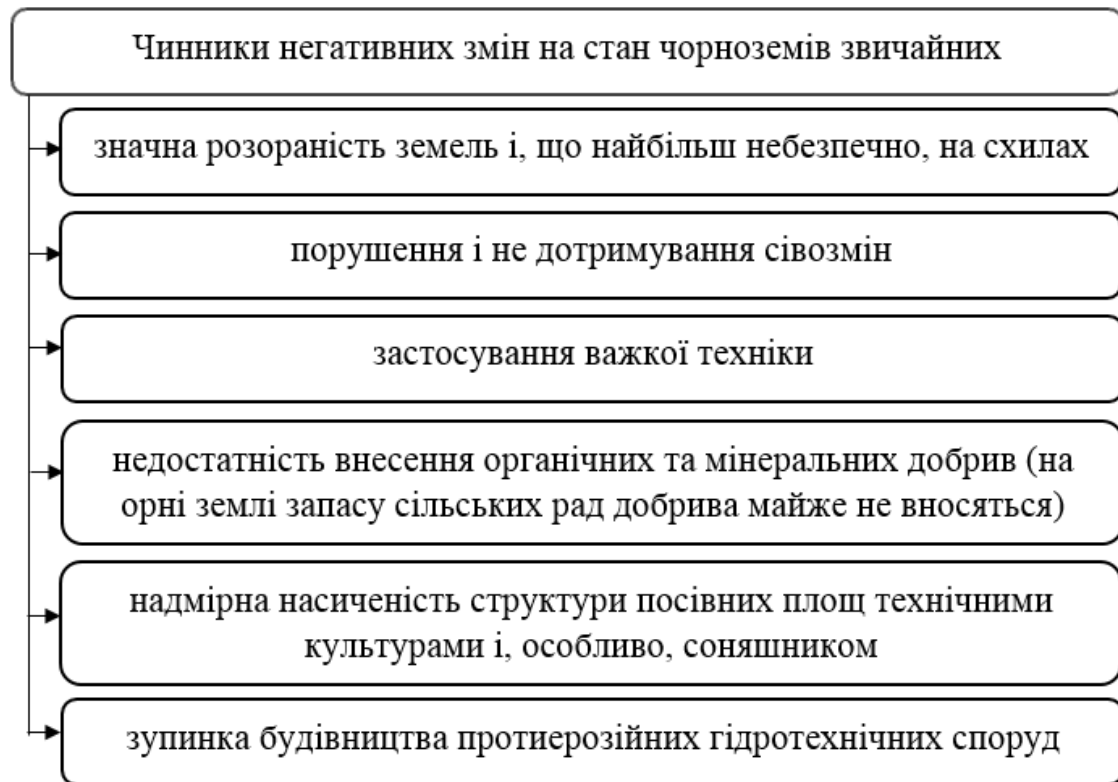 Чинники негативних змін на стан чорноземів звичайних
значна розораність земель і, що найбільш небезпечно, на схилах
порушення і не дотримування сівозмін
застосування важкої техніки
недостатність внесення органічних та мінеральних добрив (на
орні землі запасу сільських рад добрива майже не вносяться)
надмірна насиченість структури посівних площ технічними
культурами і, особливо, соняшником
зупинка будівництва протиерозійних гідротехнічних споруд